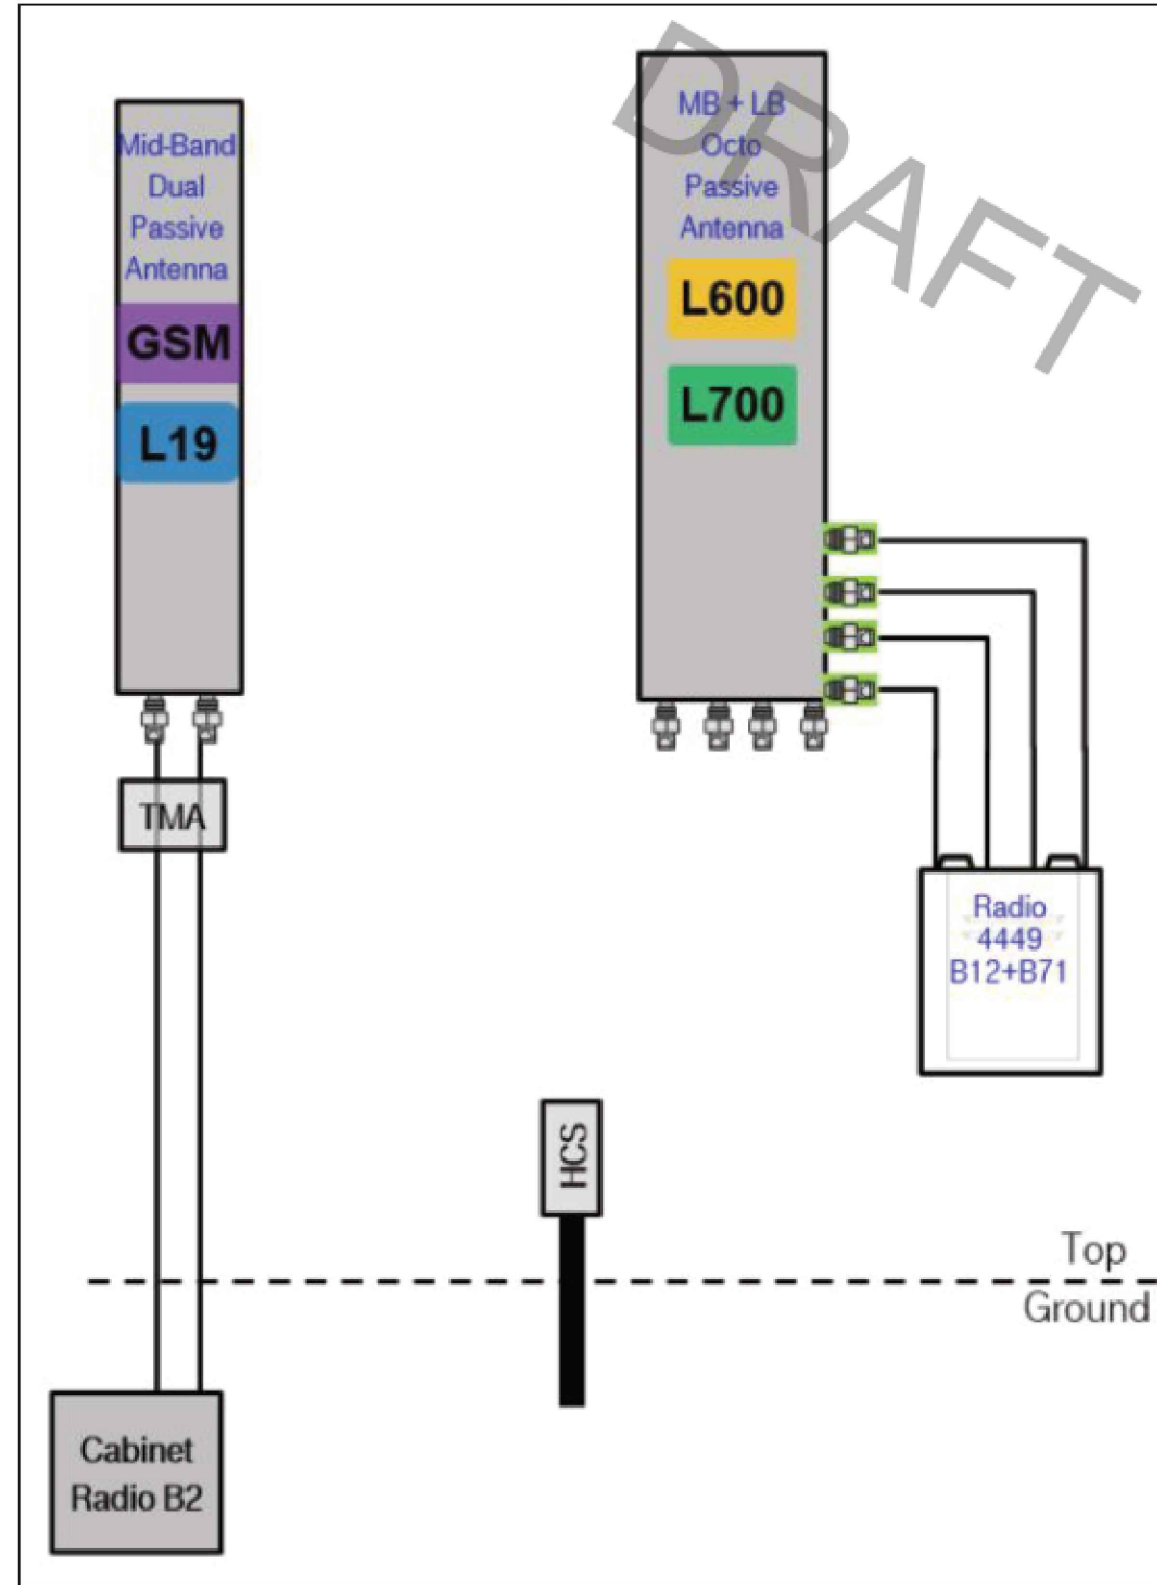 DRAFT
Mid-Band
Dual
Passive
Antenna
GSM
L19
MB + LB
Octo
Passive
Antenna
L600
L700
TMA
Radio
4449
B12+B71
HCS
Top
Ground
Cabinet
Radio B2